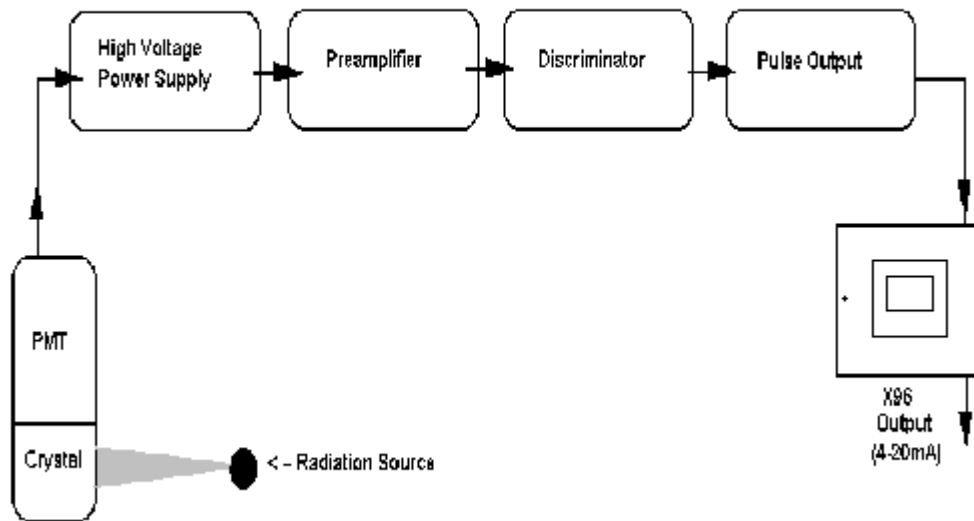 High Voltage
Power Supply
Preamplifier
Discriminator
Pulse Output
PMT
Crystal
< - Radiation Source
X96
Output
(4-20mA)